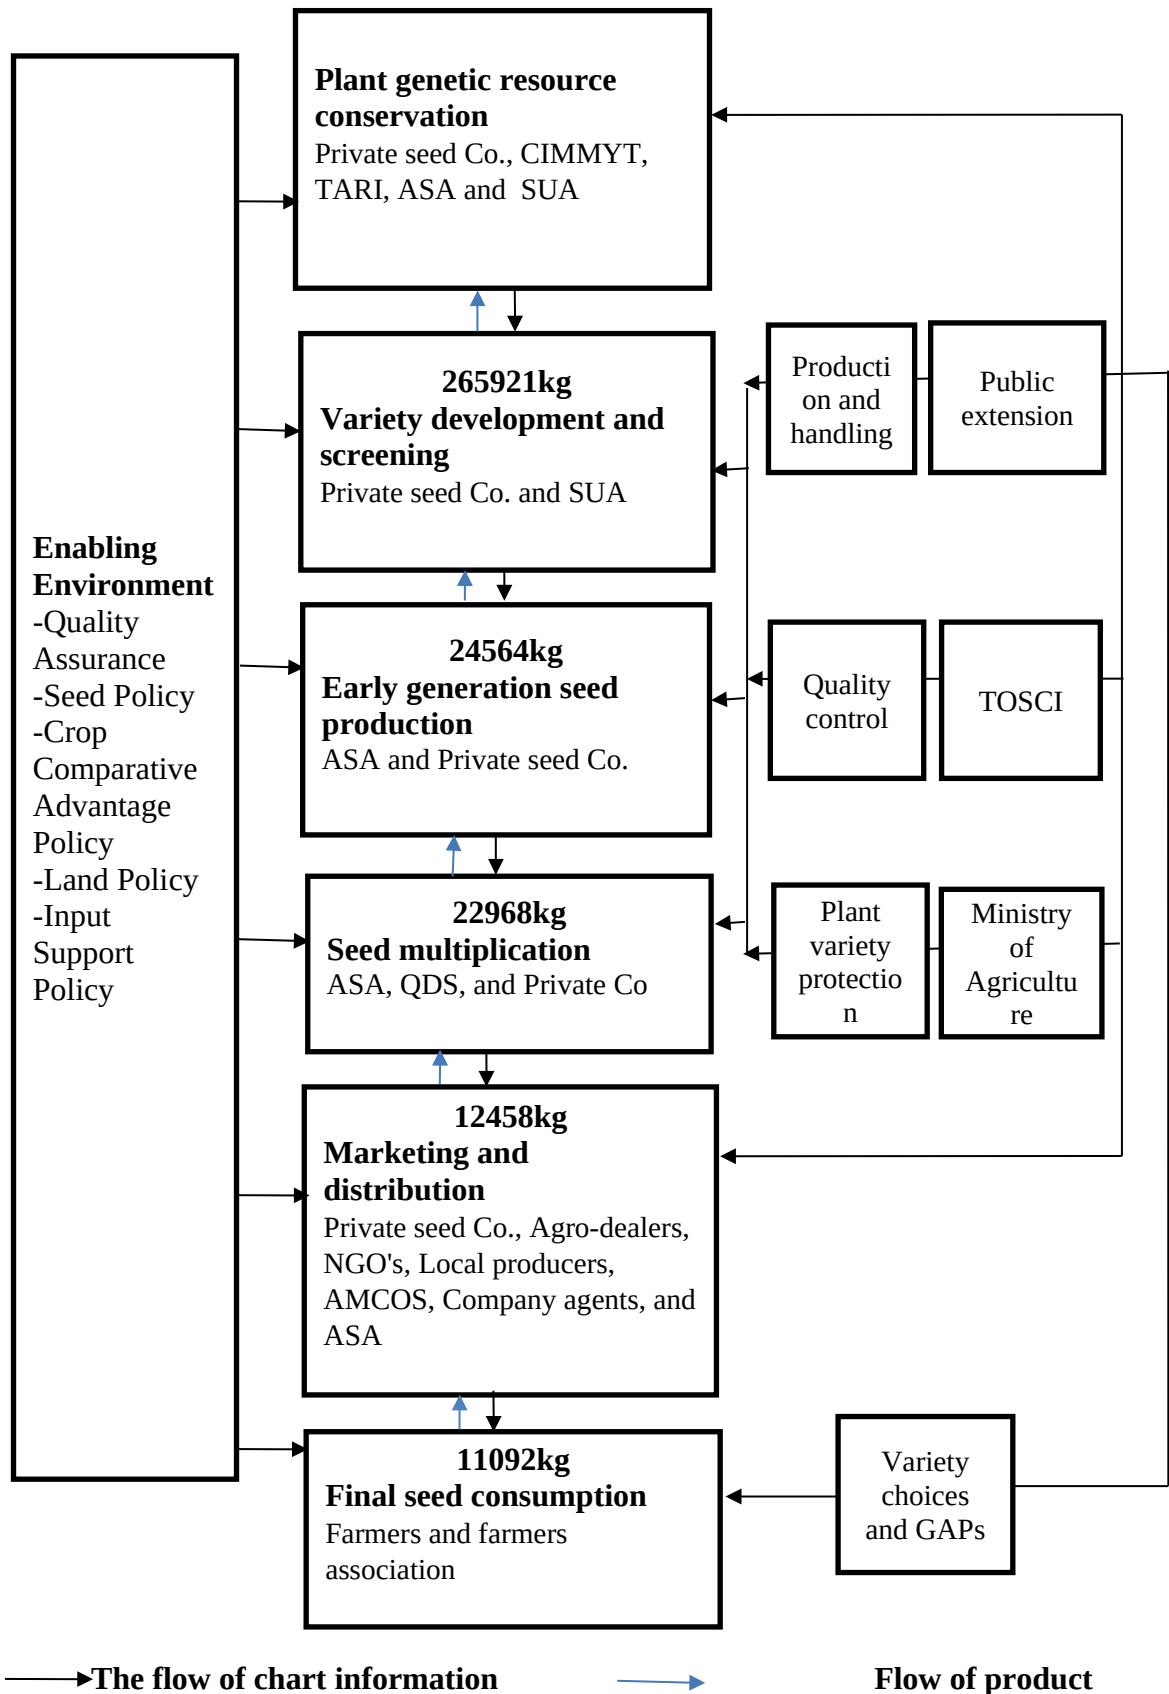 Plant genetic resource
conservation
Private seed Co., CIMMYT,
TARI, ASA and SUA
Enabling
Environment
-Quality
Assurance
-Seed Policy
-Crop
Comparative
Advantage
Policy
-Land Policy
-Input
Support
Policy
265921kg
Variety development and
screening
Private seed Co. and SUA
Producti
on and
handling
Public
extension
24564kg
Early generation seed
production
ASA and Private seed Co.
Quality
control
TOSCI
22968kg
Seed multiplication
ASA, QDS, and Private Co
Plant
variety
protectio
n
Ministry
of
Agricultu
re
12458kg
Marketing and
distribution
Private seed Co., Agro-dealers,
NGO's, Local producers,
AMCOS, Company agents, and
ASA
11092kg
Final seed consumption
Farmers and farmers
association
Variety
choices
and GAPs
The flow of chart information
Flow of product